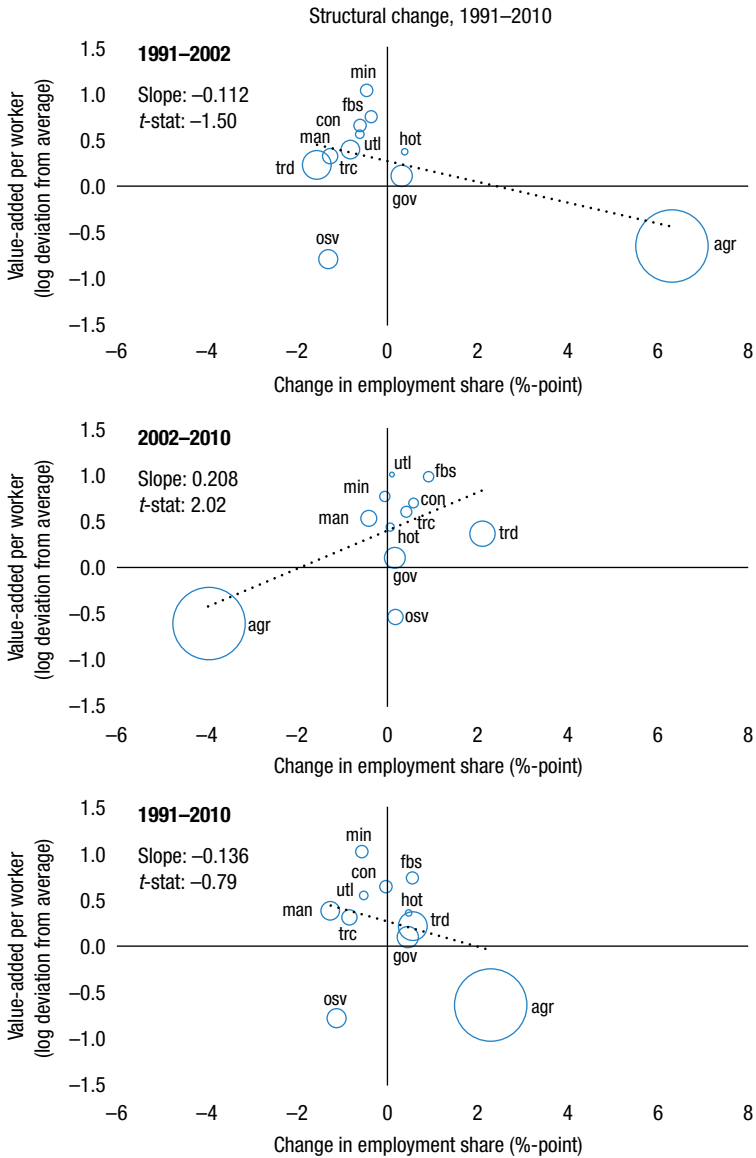 Structural change, 1991–2010
Value-added per worker
(log deviation from average)
1.5
1.0
0.5
0.0
–0.5
–1.0
–1.5
1991–2002
Slope: –0.112
t-stat: –1.50
min
fbs
con
man
utl
hot
trd
trc
gov
osv
agr
–6
–4
–2
0
2
4
6
8
Change in employment share (%-point)
Value-added per worker
(log deviation from average)
1.5
1.0
0.5
0.0
–0.5
–1.0
–1.5
2002–2010
Slope: 0.208
t-stat: 2.02
utl
fbs
min
con
man
trc
hot
trd
gov
osv
agr
–6
–4
–2
0
2
4
6
8
Change in employment share (%-point)
Value-added per worker
(log deviation from average)
1.5
1.0
0.5
0.0
–0.5
–1.0
–1.5
1991–2010
Slope: –0.136
t-stat: –0.79
min
con
fbs
utl
hot
man
trd
trc
gov
osv
agr
–6
–4
–2
0
2
4
6
8
Change in employment share (%-point)